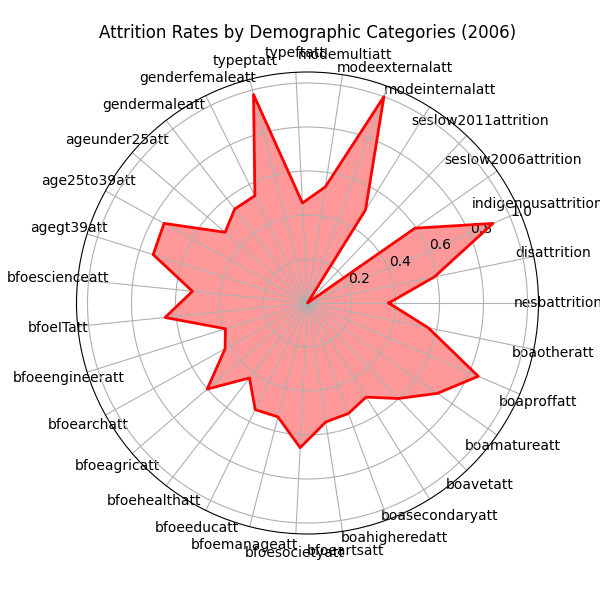 Attrition Rates by Demographic Categories (2006)
typeftatt
modemultiatt
typeptatt
modeexternalatt
genderfemaleatt
modeinternalatt
gendermaleatt
seslow2011attrition
ageunder25att
seslow2006attrition
age25to39att
indigenousattrition
1.0
agegt39att
0.8
0.6
disattrition
0.4
bfoescienceatt
0.2
nesbattrition
bfoeITatt
boaotheratt
bfoeengineeratt
boaproffatt
bfoearchatt
boamatureatt
bfoeagricatt
boavetatt
bfoehealthatt
boasecondaryatt
bfoeeducatt
boahigheredatt
bfoemanageatt
bfoesocietyatt
bfoeartsatt